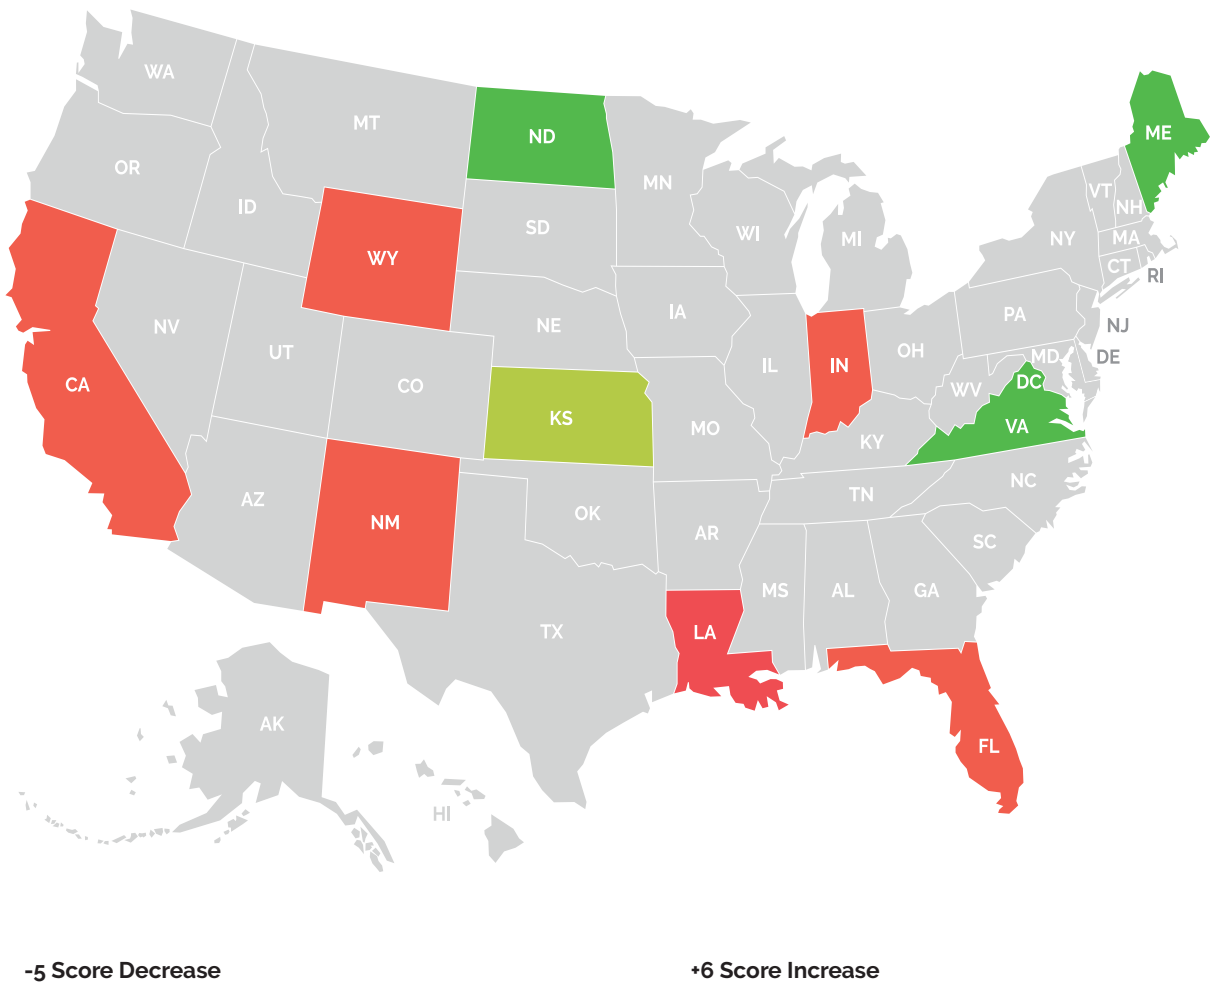 WA
MT
ND
ME
OR
ID
MN
VT
NH
WY
SD
WI
MI
NY
MA
CT
RI
NV
NE
IA
PA
NJ
UT
CO
IL
IN
OH
MD
DE
CA
KS
MO
WV
DC
VA
KY
AZ
NM
OK
TN
NC
AR
SC
TX
LA
MS
AL
GA
AK
FL
HI
-5 Score Decrease
+6 Score Increase